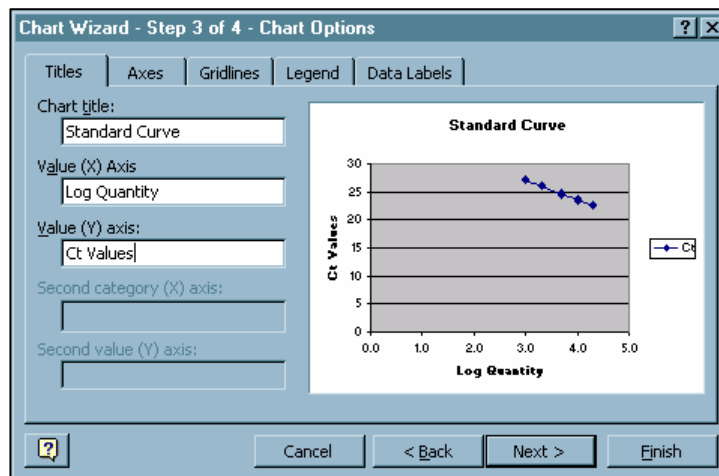 Chart Wizard - Step 3 of 4 - Chart Options
Titles Axes Gridlines Legend Data Labels
Chart title:
Standard Curve
Value (X) Axis
Log Quantity
Value (Y) axis:
Ct Values
Second category (X) axis:
Second value (Y) axis:
Standard Curve
30
25
20
15
10
5
0
Ct Values
0.0 1.0 2.0 3.0 4.0 5.0
Log Quantity
Ct
Cancel < Back Next > Finish